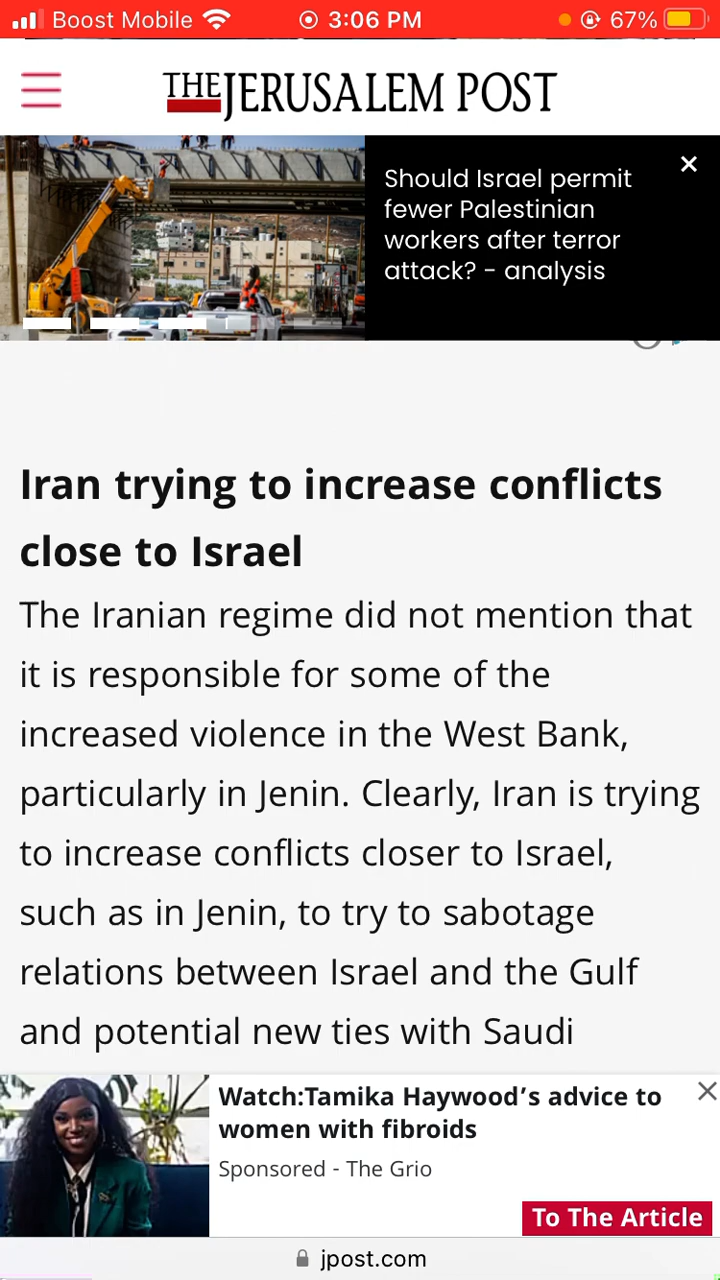 Boost Mobile 3:06 PM 67%
THE JERUSALEM POST
Should Israel permit
fewer Palestinian
workers after terror
attack? - analysis
Iran trying to increase conflicts
close to Israel
The Iranian regime did not mention that
it is responsible for some of the
increased violence in the West Bank,
particularly in Jenin. Clearly, Iran is trying
to increase conflicts closer to Israel,
such as in Jenin, to try to sabotage
relations between Israel and the Gulf
and potential new ties with Saudi
Watch:Tamika Haywood's advice to
women with fibroids
Sponsored - The Grio
To The Article
jpost.com